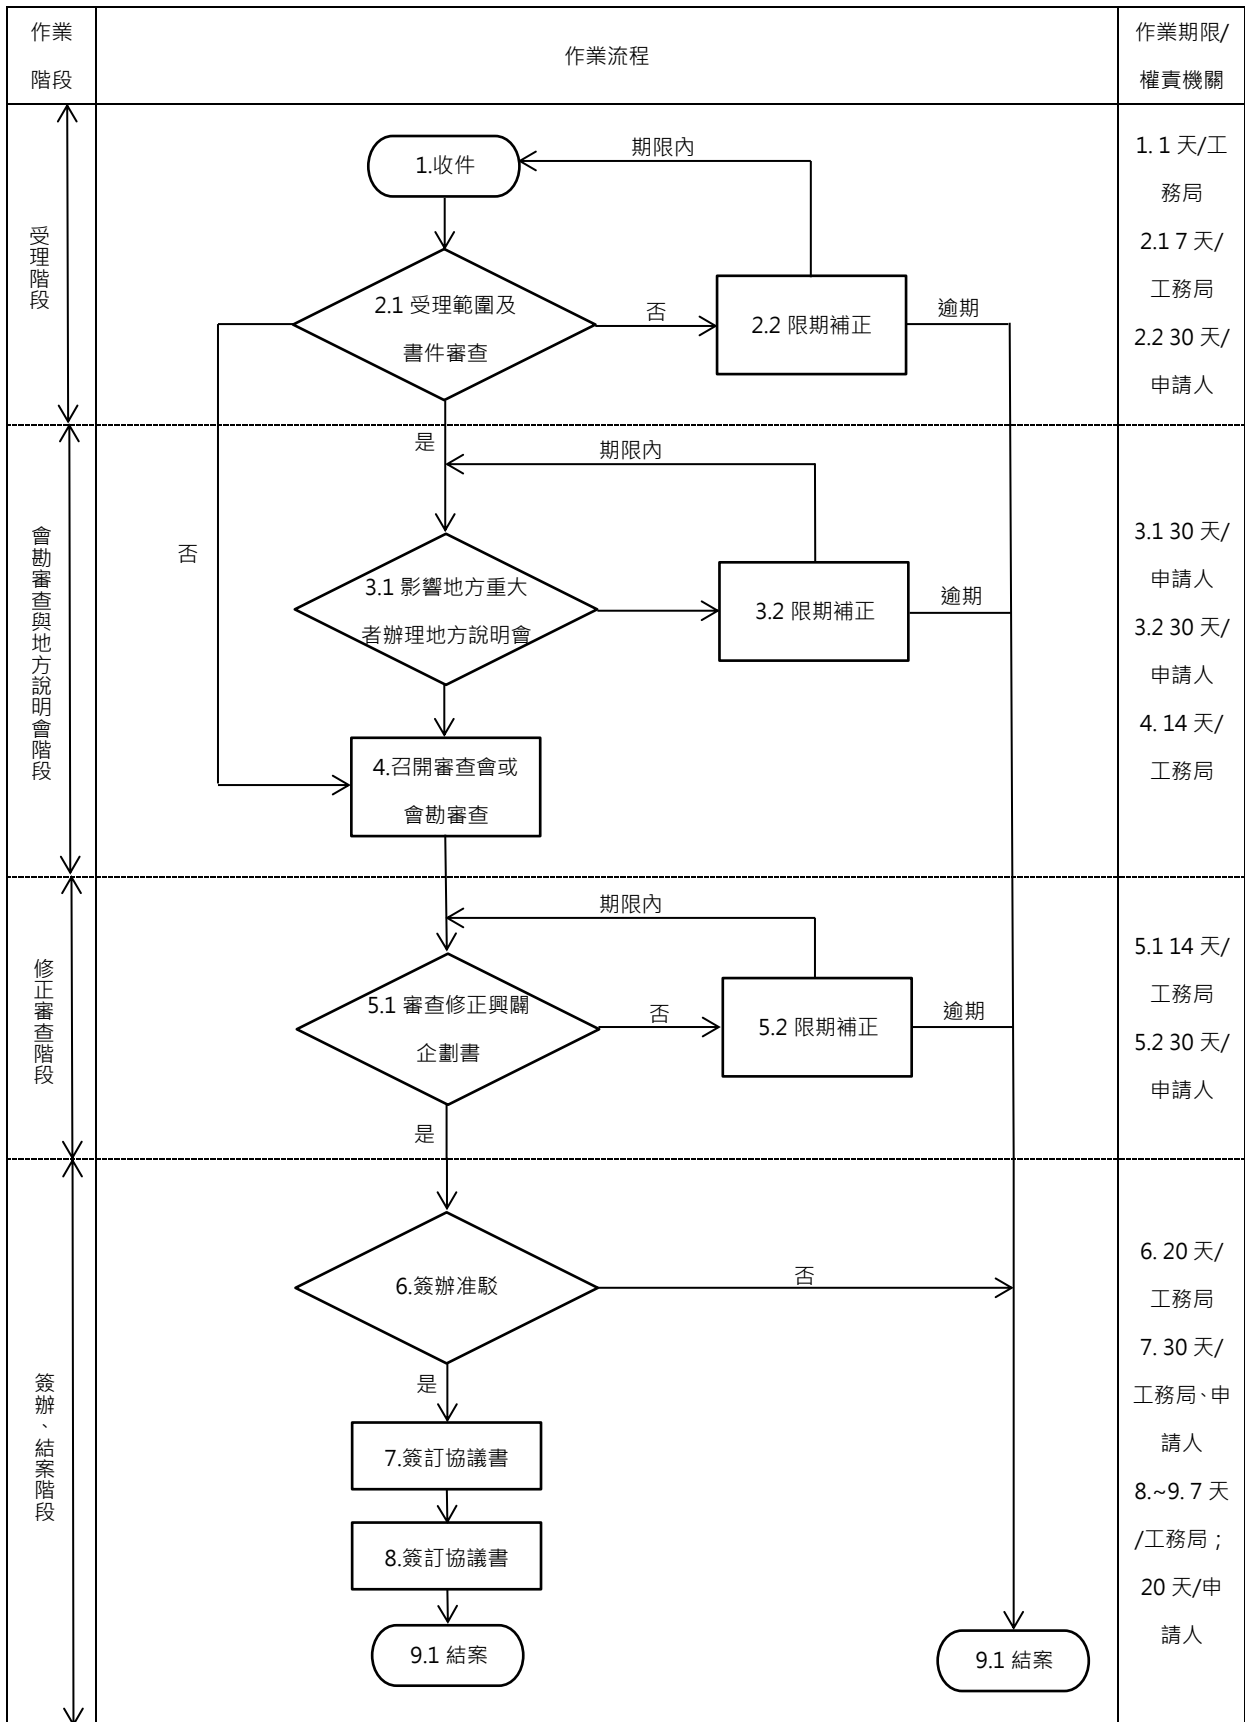 作業
階段
作業流程
作業期限/
權責機關
受理階段
1.收件
期限內
2.1 受理範圍及
書件審查
否
2.2 限期補正
逾期
1. 1 天/工
務局
2.1 7 天/
工務局
2.2 30 天/
申請人
會勘審查與地方說明會階段
是
期限內
否
3.1 影響地方重大
者辦理地方說明會
3.2 限期補正
逾期
4.召開審查會或
會勘審查
3.1 30 天/
申請人
3.2 30 天/
申請人
4. 14 天/
工務局
修正審查階段
期限內
5.1 審查修正興闢
企劃書
否
5.2 限期補正
逾期
是
5.1 14 天/
工務局
5.2 30 天/
申請人
簽辦、結案階段
6.簽辦准駁
否
是
7.簽訂協議書
8.簽訂協議書
9.1 結案
9.1 結案
6. 20 天/
工務局
7. 30 天/
工務局、申
請人
8.~9. 7 天
/工務局；
20 天/申
請人